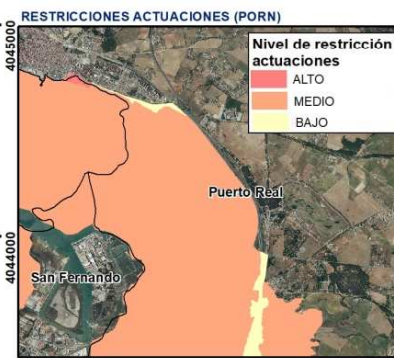 RESTRICCIONES ACTUACIONES (PORN)
4045000
Nivel de restricción
actuaciones
ALTO
MEDIO
BAJO
Puerto Real
4044000
San Fernando